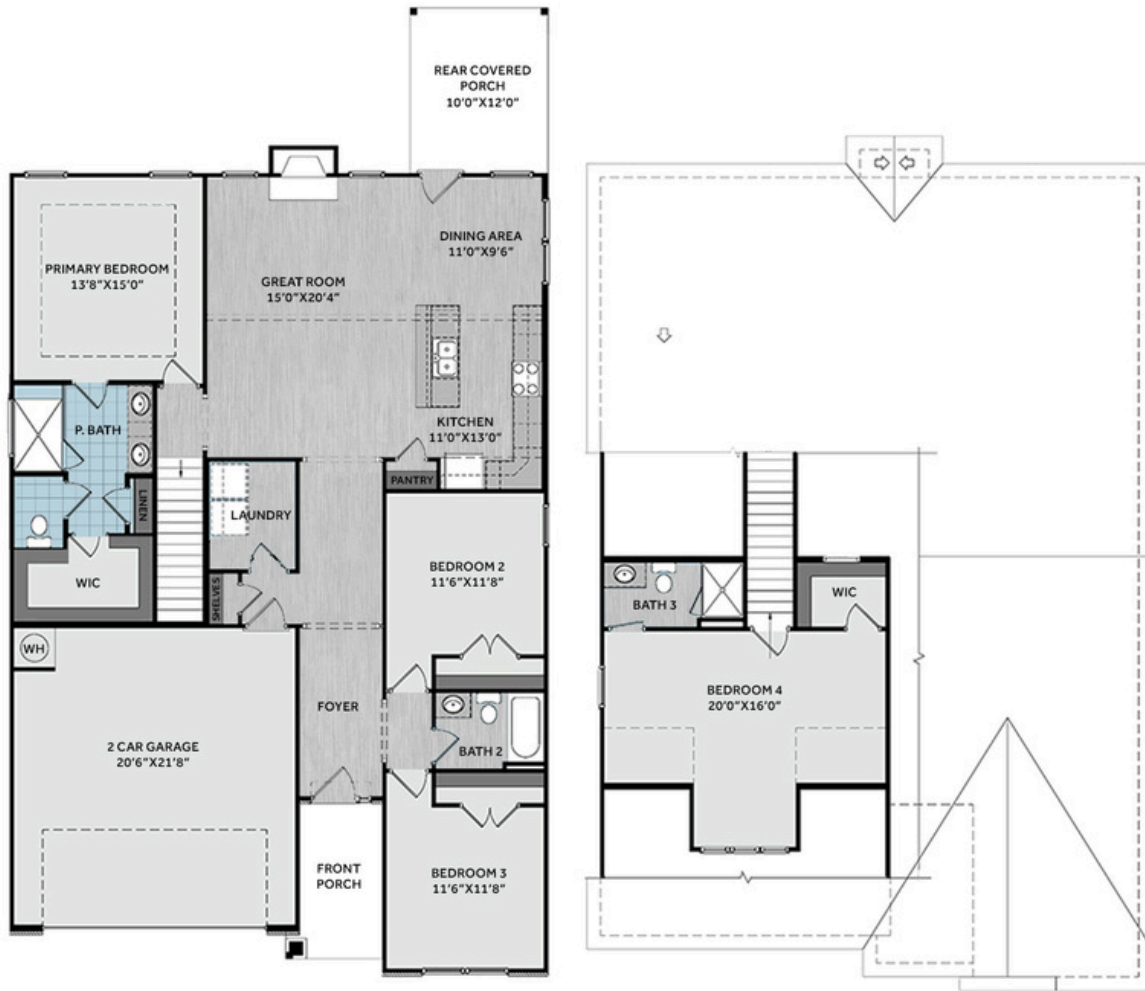 REAR COVERED
PORCH
10'0"X12'0"
DINING AREA
11'0"X9'6"
PRIMARY BEDROOM
13'8"X15'0"
GREAT ROOM
15'0"X20'4"
P. BATH
KITCHEN
11'0"X13'0"
PANTRY
LINEN
LAUNDRY
WIC
SHELVES
BEDROOM 2
11'6"X11'8"
WH
FOYER
BATH 2
2 CAR GARAGE
20'6"X21'8"
FRONT
PORCH
BEDROOM 3
11'6"X11'8"
BATH 3
WIC
BEDROOM 4
20'0"X16'0"